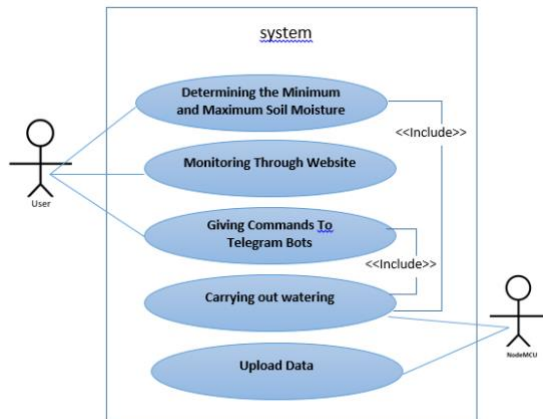 system
Determining the Minimum
and Maximum Soil Moisture
<<Include>>
Monitoring Through Website
User
Giving Commands To
Telegram Bots
<<Include>>
Carrying out watering
NodeMCU
Upload Data